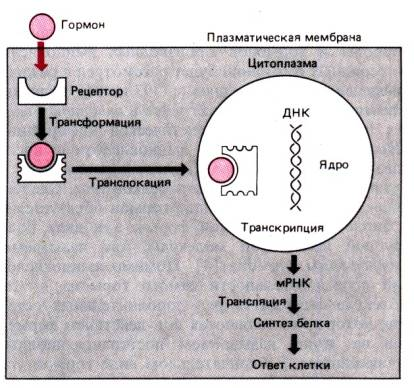 Гормон
Плазматическая мембрана
Цитоплазма
Рецептор
Трансформация
ДНК
Ядро
Транслокация
Транскрипция
мРНК
Трансляция
Синтез белка
Ответ клетки